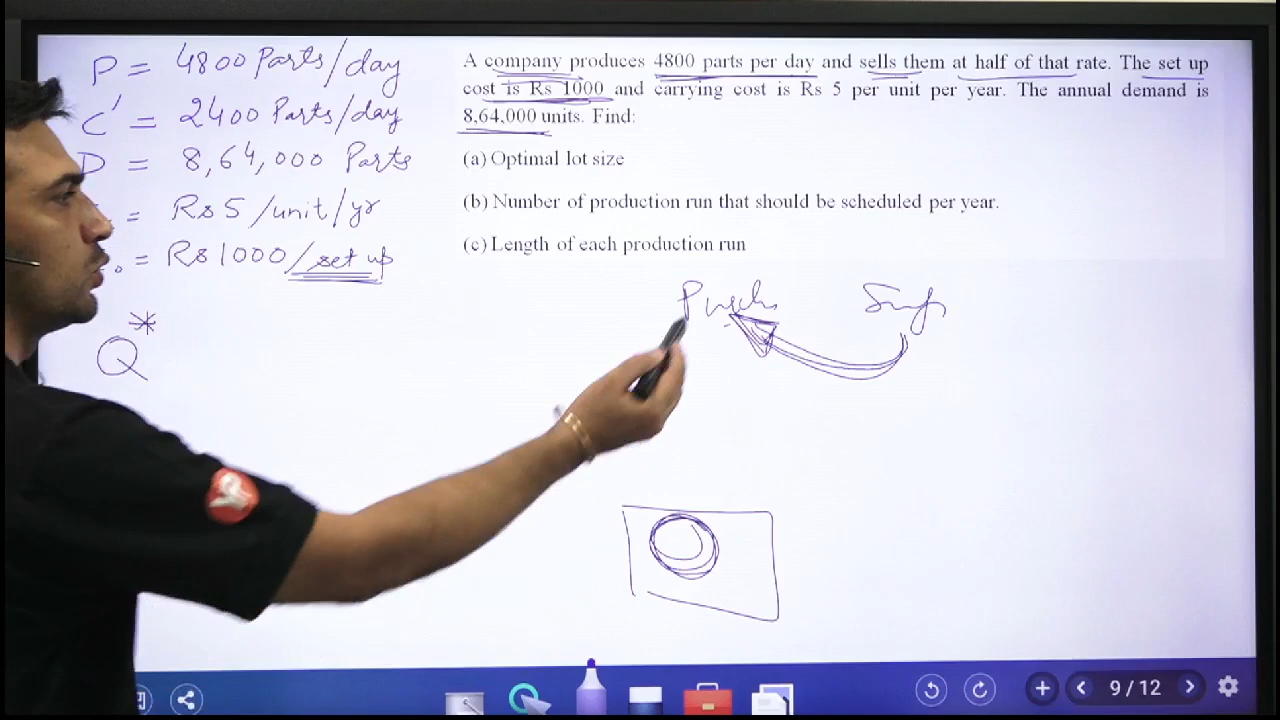 P = 4800 Parts/day
C' = 2400 Parts/day
D = 8,64,000 Parts
= Rs 5 /unit/yr
o = Rs 1000 /set up
Q*
A company produces 4800 parts per day and sells them at half of that rate. The set up
cost is Rs 1000 and carrying cost is Rs 5 per unit per year. The annual demand is
8,64,000 units. Find:
(a) Optimal lot size
(b) Number of production run that should be scheduled per year.
(c) Length of each production run
9 / 12